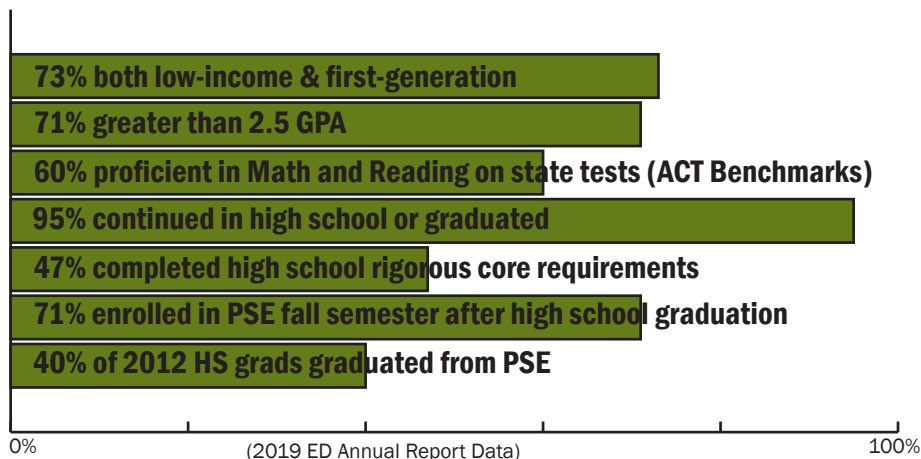 73% both low-income & first-generation
71% greater than 2.5 GPA
60% proficient in Math and Reading on state tests (ACT Benchmarks)
95% continued in high school or graduated
47% completed high school rigorous core requirements
71% enrolled in PSE fall semester after high school graduation
40% of 2012 HS grads graduated from PSE
0% (2019 ED Annual Report Data) 100%